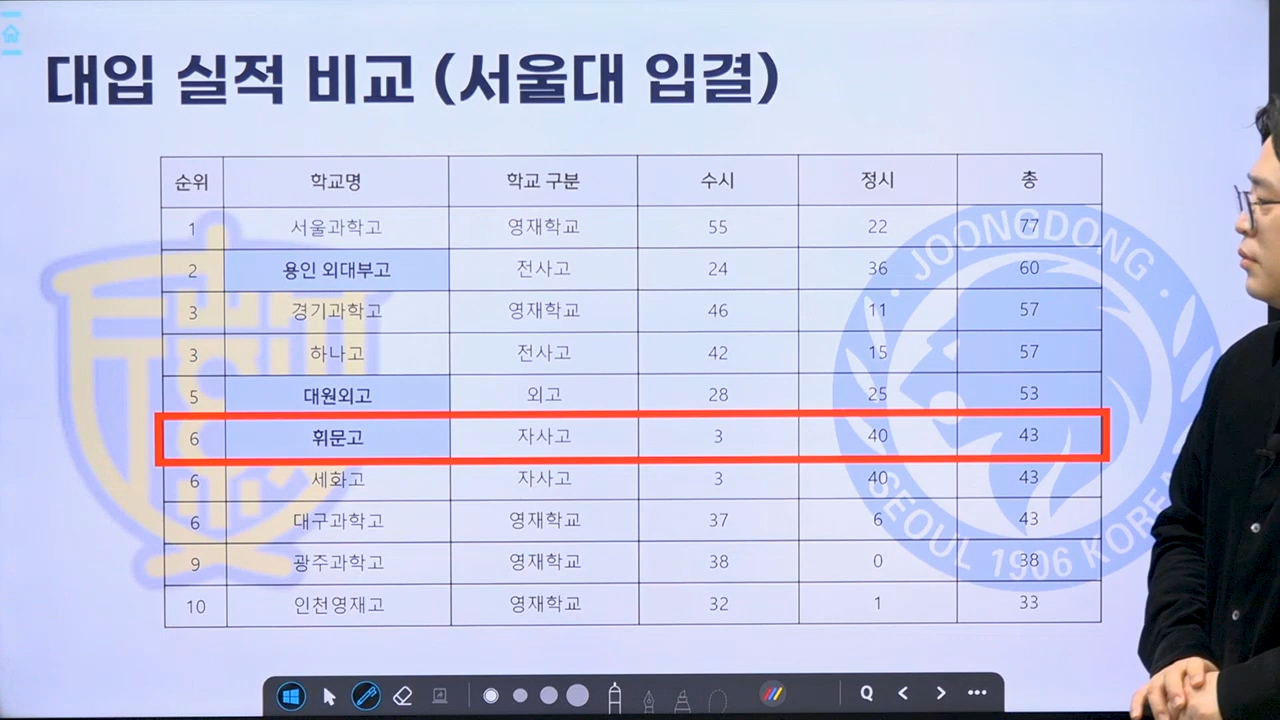 대입 실적 비교 (서울대 입결)
순위 학교명 학교 구분 수시 정시 총
1 서울과학고 영재학교 55 22 77
2 용인 외대부고 전사고 24 36 60
3 경기과학고 영재학교 46 11 57
3 하나고 전사고 42 15 57
5 대원외고 외고 28 25 53
6 휘문고 자사고 3 40 43
6 세화고 자사고 3 40 43
6 대구과학고 영재학교 37 6 43
9 광주과학고 영재학교 38 0 38
10 인천영재고 영재학교 32 1 33
JOONGDONG
SEOUL 1906 KOREA